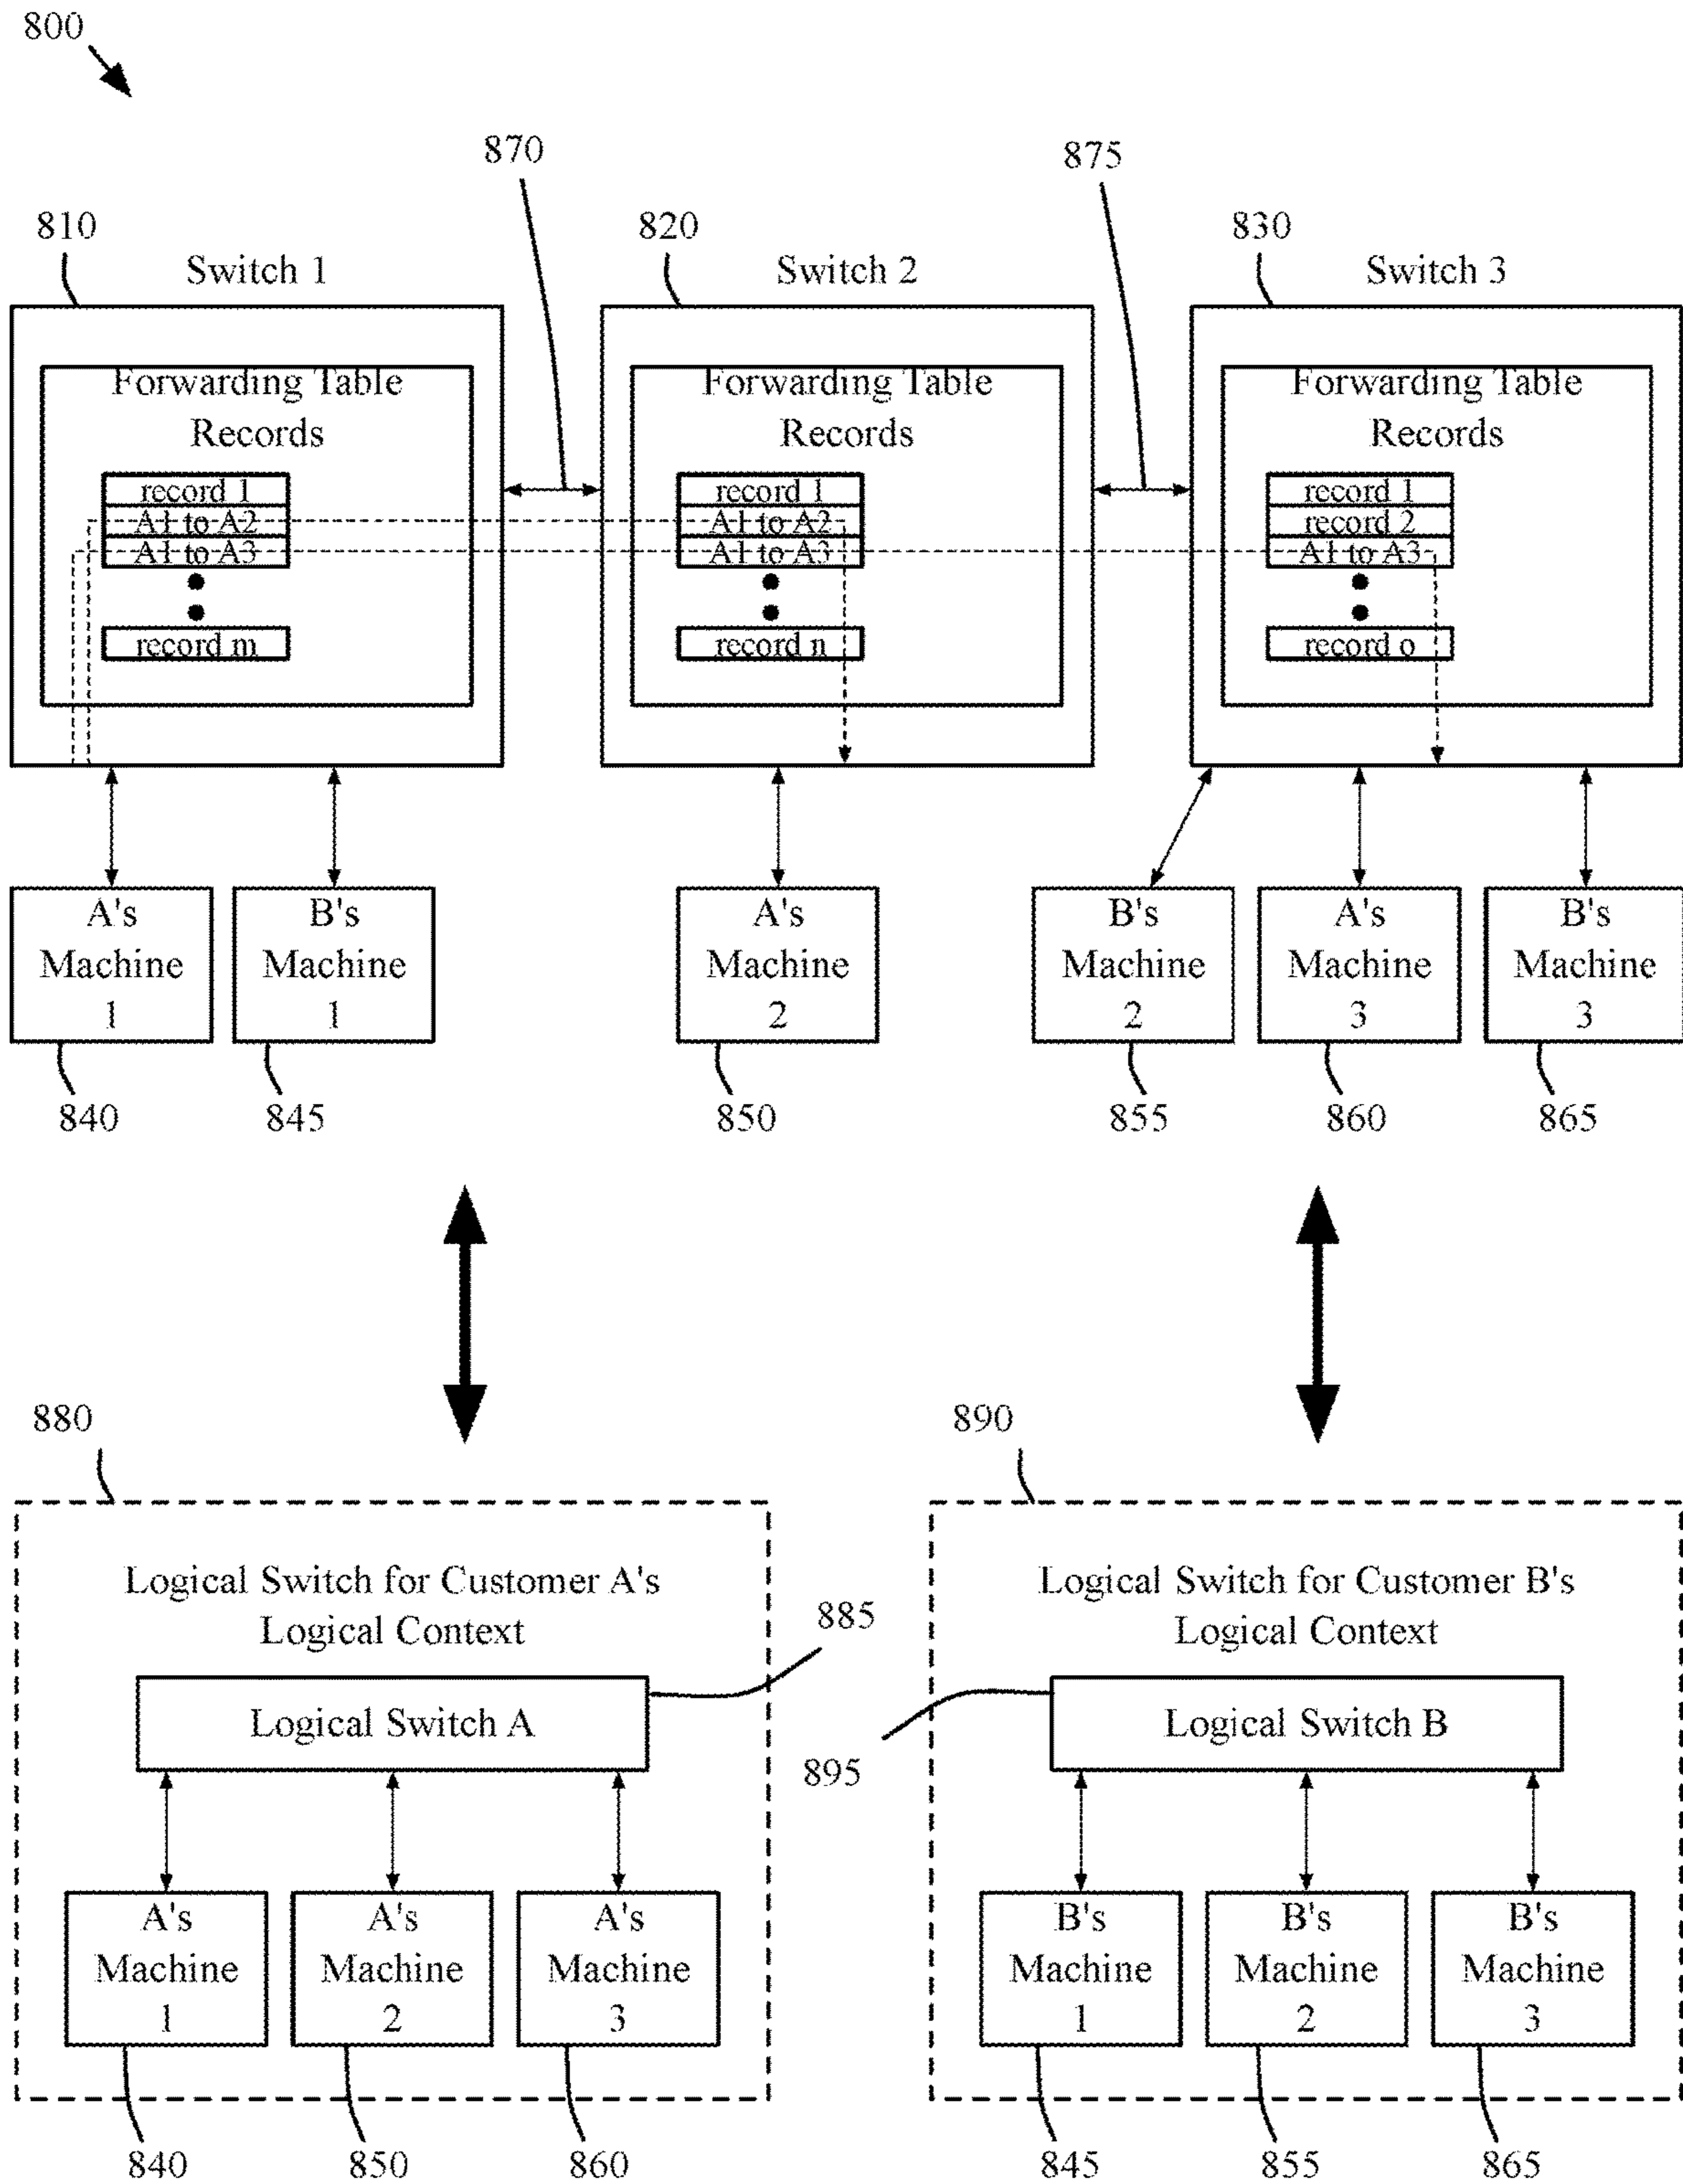 800
870
875
810
820
830
Switch 1
Switch 2
Switch 3
Forwarding Table
Records
record 1
A1 to A2
A1 to A3
record m
Forwarding Table
Records
record 1
A1 to A2
A1 to A3
record n
Forwarding Table
Records
record 1
record 2
A1 to A3
record o
A's
Machine
1
B's
Machine
1
A's
Machine
2
B's
Machine
2
A's
Machine
3
B's
Machine
3
840
845
850
855
860
865
880
Logical Switch for Customer A's
Logical Context
885
Logical Switch A
A's
Machine
1
A's
Machine
2
A's
Machine
3
840
850
860
890
Logical Switch for Customer B's
Logical Context
895
Logical Switch B
B's
Machine
1
B's
Machine
2
B's
Machine
3
845
855
865